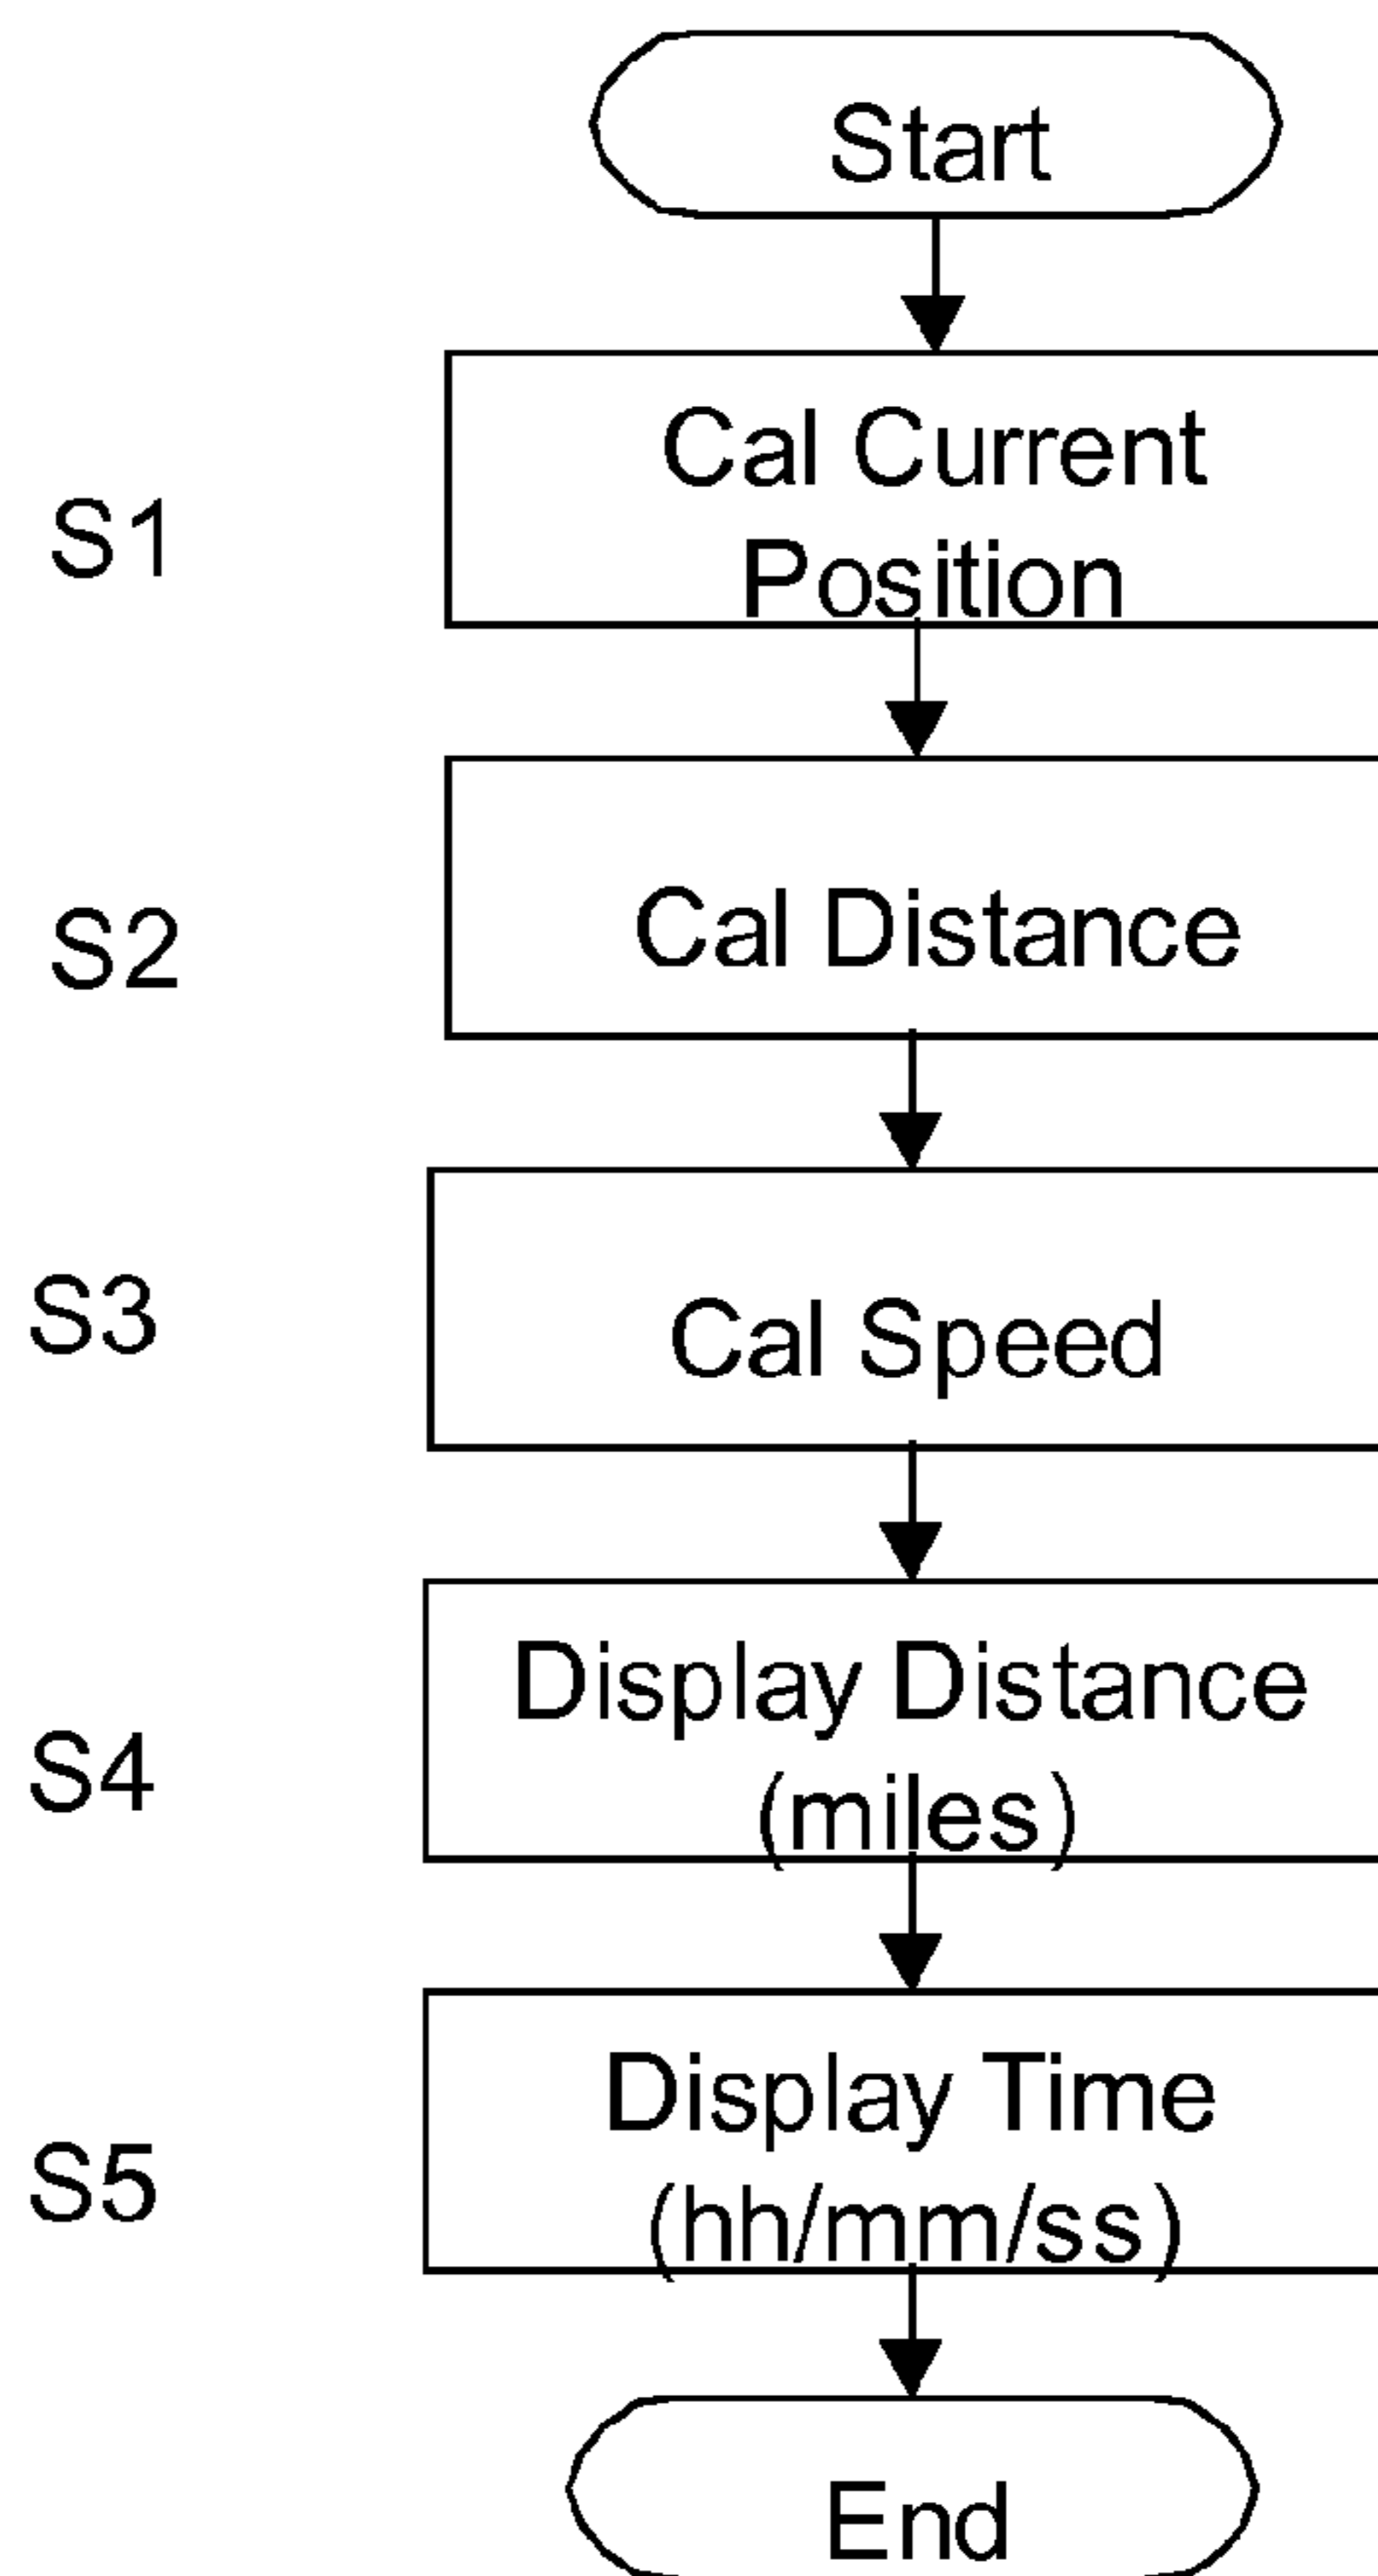 Start
S1
Cal Current
Position
S2
Cal Distance
S3
Cal Speed
S4
Display Distance
(miles)
S5
Display Time
(hh/mm/ss)
End